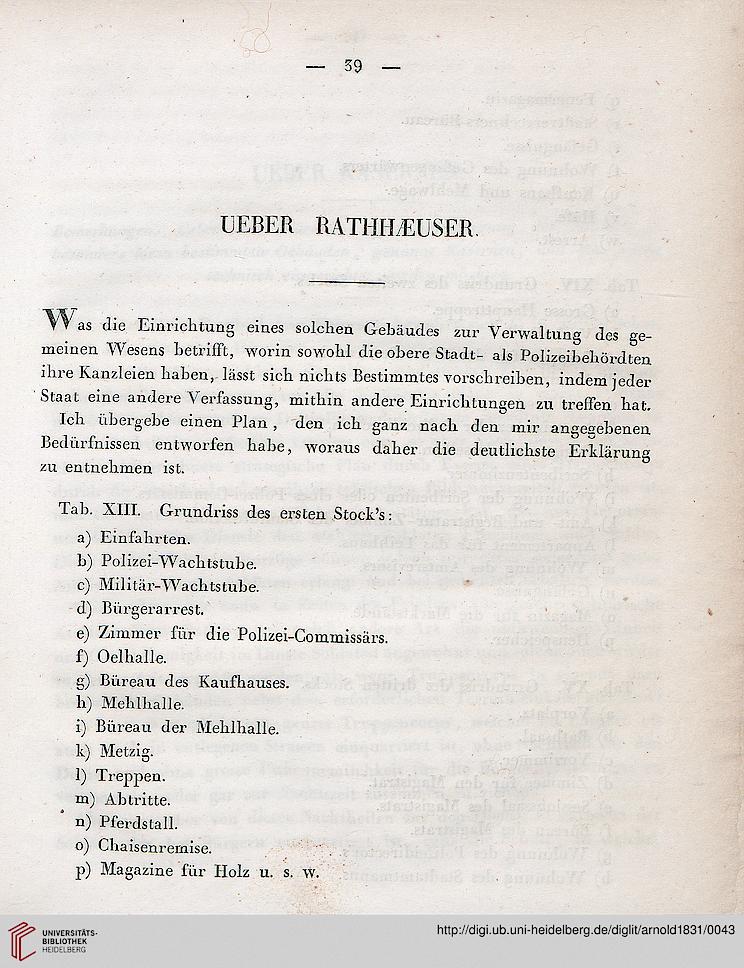 — 39 —
UEBER RATHHÆUSER.
Was die Einrichtung eines solchen Gebäudes zur Verwaltung des ge-
meinen Wesens betrifft, worin sowohl die obere Stadt- als Polizeibehördten
ihre Kanzleien haben, lässt sich nichts Bestimmtes vorschreiben, indem jeder
Staat eine andere Verfassung, mithin andere Einrichtungen zu treffen hat.
Ich übergebe einen Plan, den ich ganz nach den mir angegebenen
Bedürfnissen entworfen habe, woraus daher die deutlichste Erklärung
zu entnehmen ist.
Tab. XIII. Grundriss des ersten Stock's:
a) Einfahrten.
b) Polizei-Wachtstube.
c) Militär-Wachtstube.
d) Bürgerarrest.
e) Zimmer für die Polizei-Commissärs.
f) Oelhalle.
g) Büreau des Kaufhauses.
h) Mehlhalle.
i) Büreau der Mehlhalle.
k) Metzig.
l) Treppen.
m) Abtritte.
n) Pferdstall.
o) Chaisenremise.
p) Magazine für Holz u. s. w.
UNIVERSITÄTS-
BIBLIOTHEK
HEIDELBERG
http://digi.ub.uni-heidelberg.de/diglit/arnold1831/0043